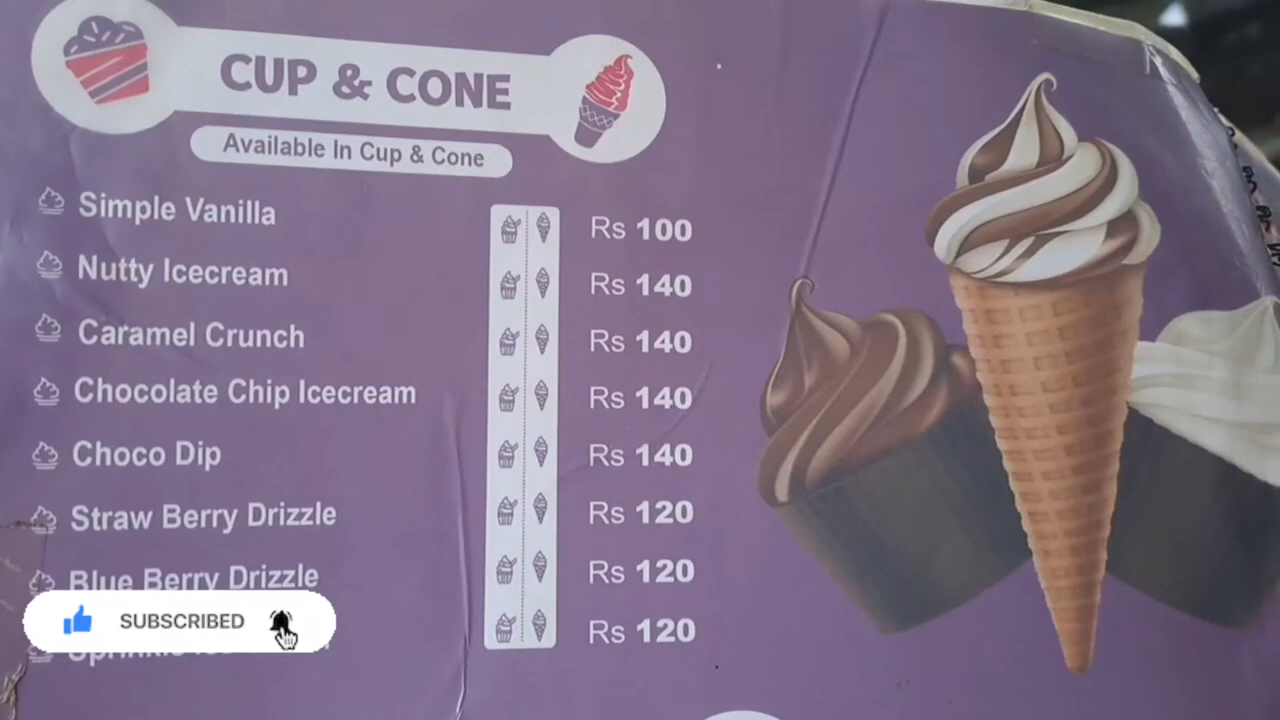 CUP & CONE
Available In Cup & Cone
Simple Vanilla Rs 100
Nutty Icecream Rs 140
Caramel Crunch Rs 140
Chocolate Chip Icecream Rs 140
Choco Dip Rs 140
Straw Berry Drizzle Rs 120
Blue Berry Drizzle Rs 120
SUBSCRIBED
Rs 120